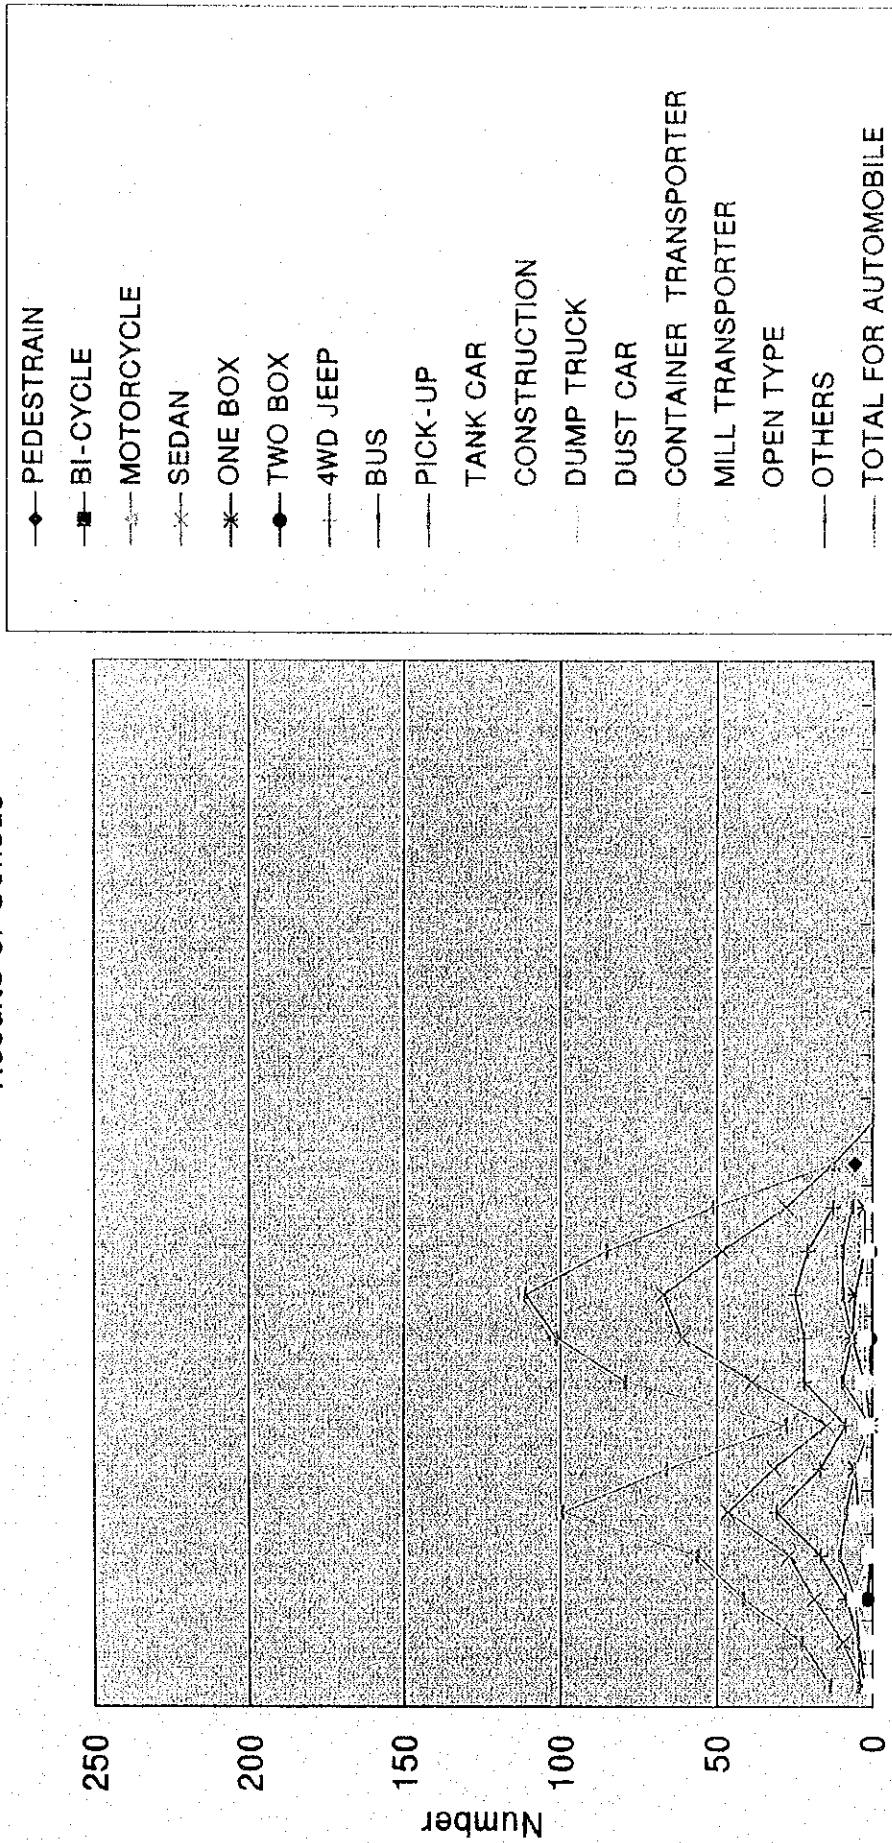 250
200
150
100
50
0
Number
PEDESTRAIN
BI-CYCLE
MOTORCYCLE
SEDAN
ONE BOX
TWO BOX
4WD JEEP
BUS
PICK-UP
TANK CAR
CONSTRUCTION
DUMP TRUCK
DUST CAR
CONTAINER TRANSPORTER
MILL TRANSPORTER
OPEN TYPE
OTHERS
TOTAL FOR AUTOMOBILE